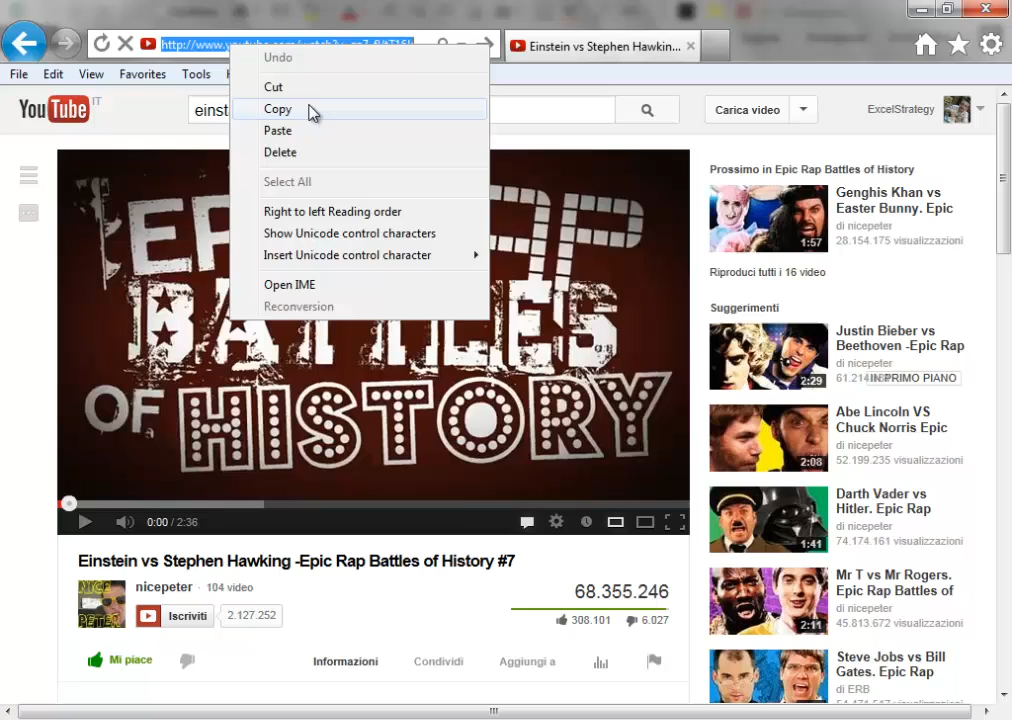 Einstein vs Stephen Hawkin...
File Edit View Favorites Tools
Undo
Cut
Copy
Paste
Delete
Select All
Right to left Reading order
Show Unicode control characters
Insert Unicode control character
Open IME
Reconversion
YouTube IT
einst
Carica video
ExcelStrategy
EPIC RAP
BATTLES
OF HISTORY
0:00 / 2:36
Einstein vs Stephen Hawking -Epic Rap Battles of History #7
NICE
PETER
nicepeter · 104 video
Iscriviti 2.127.252
68.355.246
308.101 6.027
Mi piace
Informazioni Condividi Aggiungi a
Prossimo in Epic Rap Battles of History
1:57
Genghis Khan vs
Easter Bunny. Epic
di nicepeter
28.154.175 visualizzazioni
Riproduci tutti i 16 video
Suggerimenti
2:29
Justin Bieber vs
Beethoven -Epic Rap
di nicepeter
IN PRIMO PIANO
2:08
Abe Lincoln VS
Chuck Norris Epic
di nicepeter
52.199.235 visualizzazioni
1:41
Darth Vader vs
Hitler. Epic Rap
di nicepeter
74.174.161 visualizzazioni
2:11
Mr T vs Mr Rogers.
Epic Rap Battles of
di nicepeter
45.813.672 visualizzazioni
Steve Jobs vs Bill
Gates. Epic Rap
di ERB